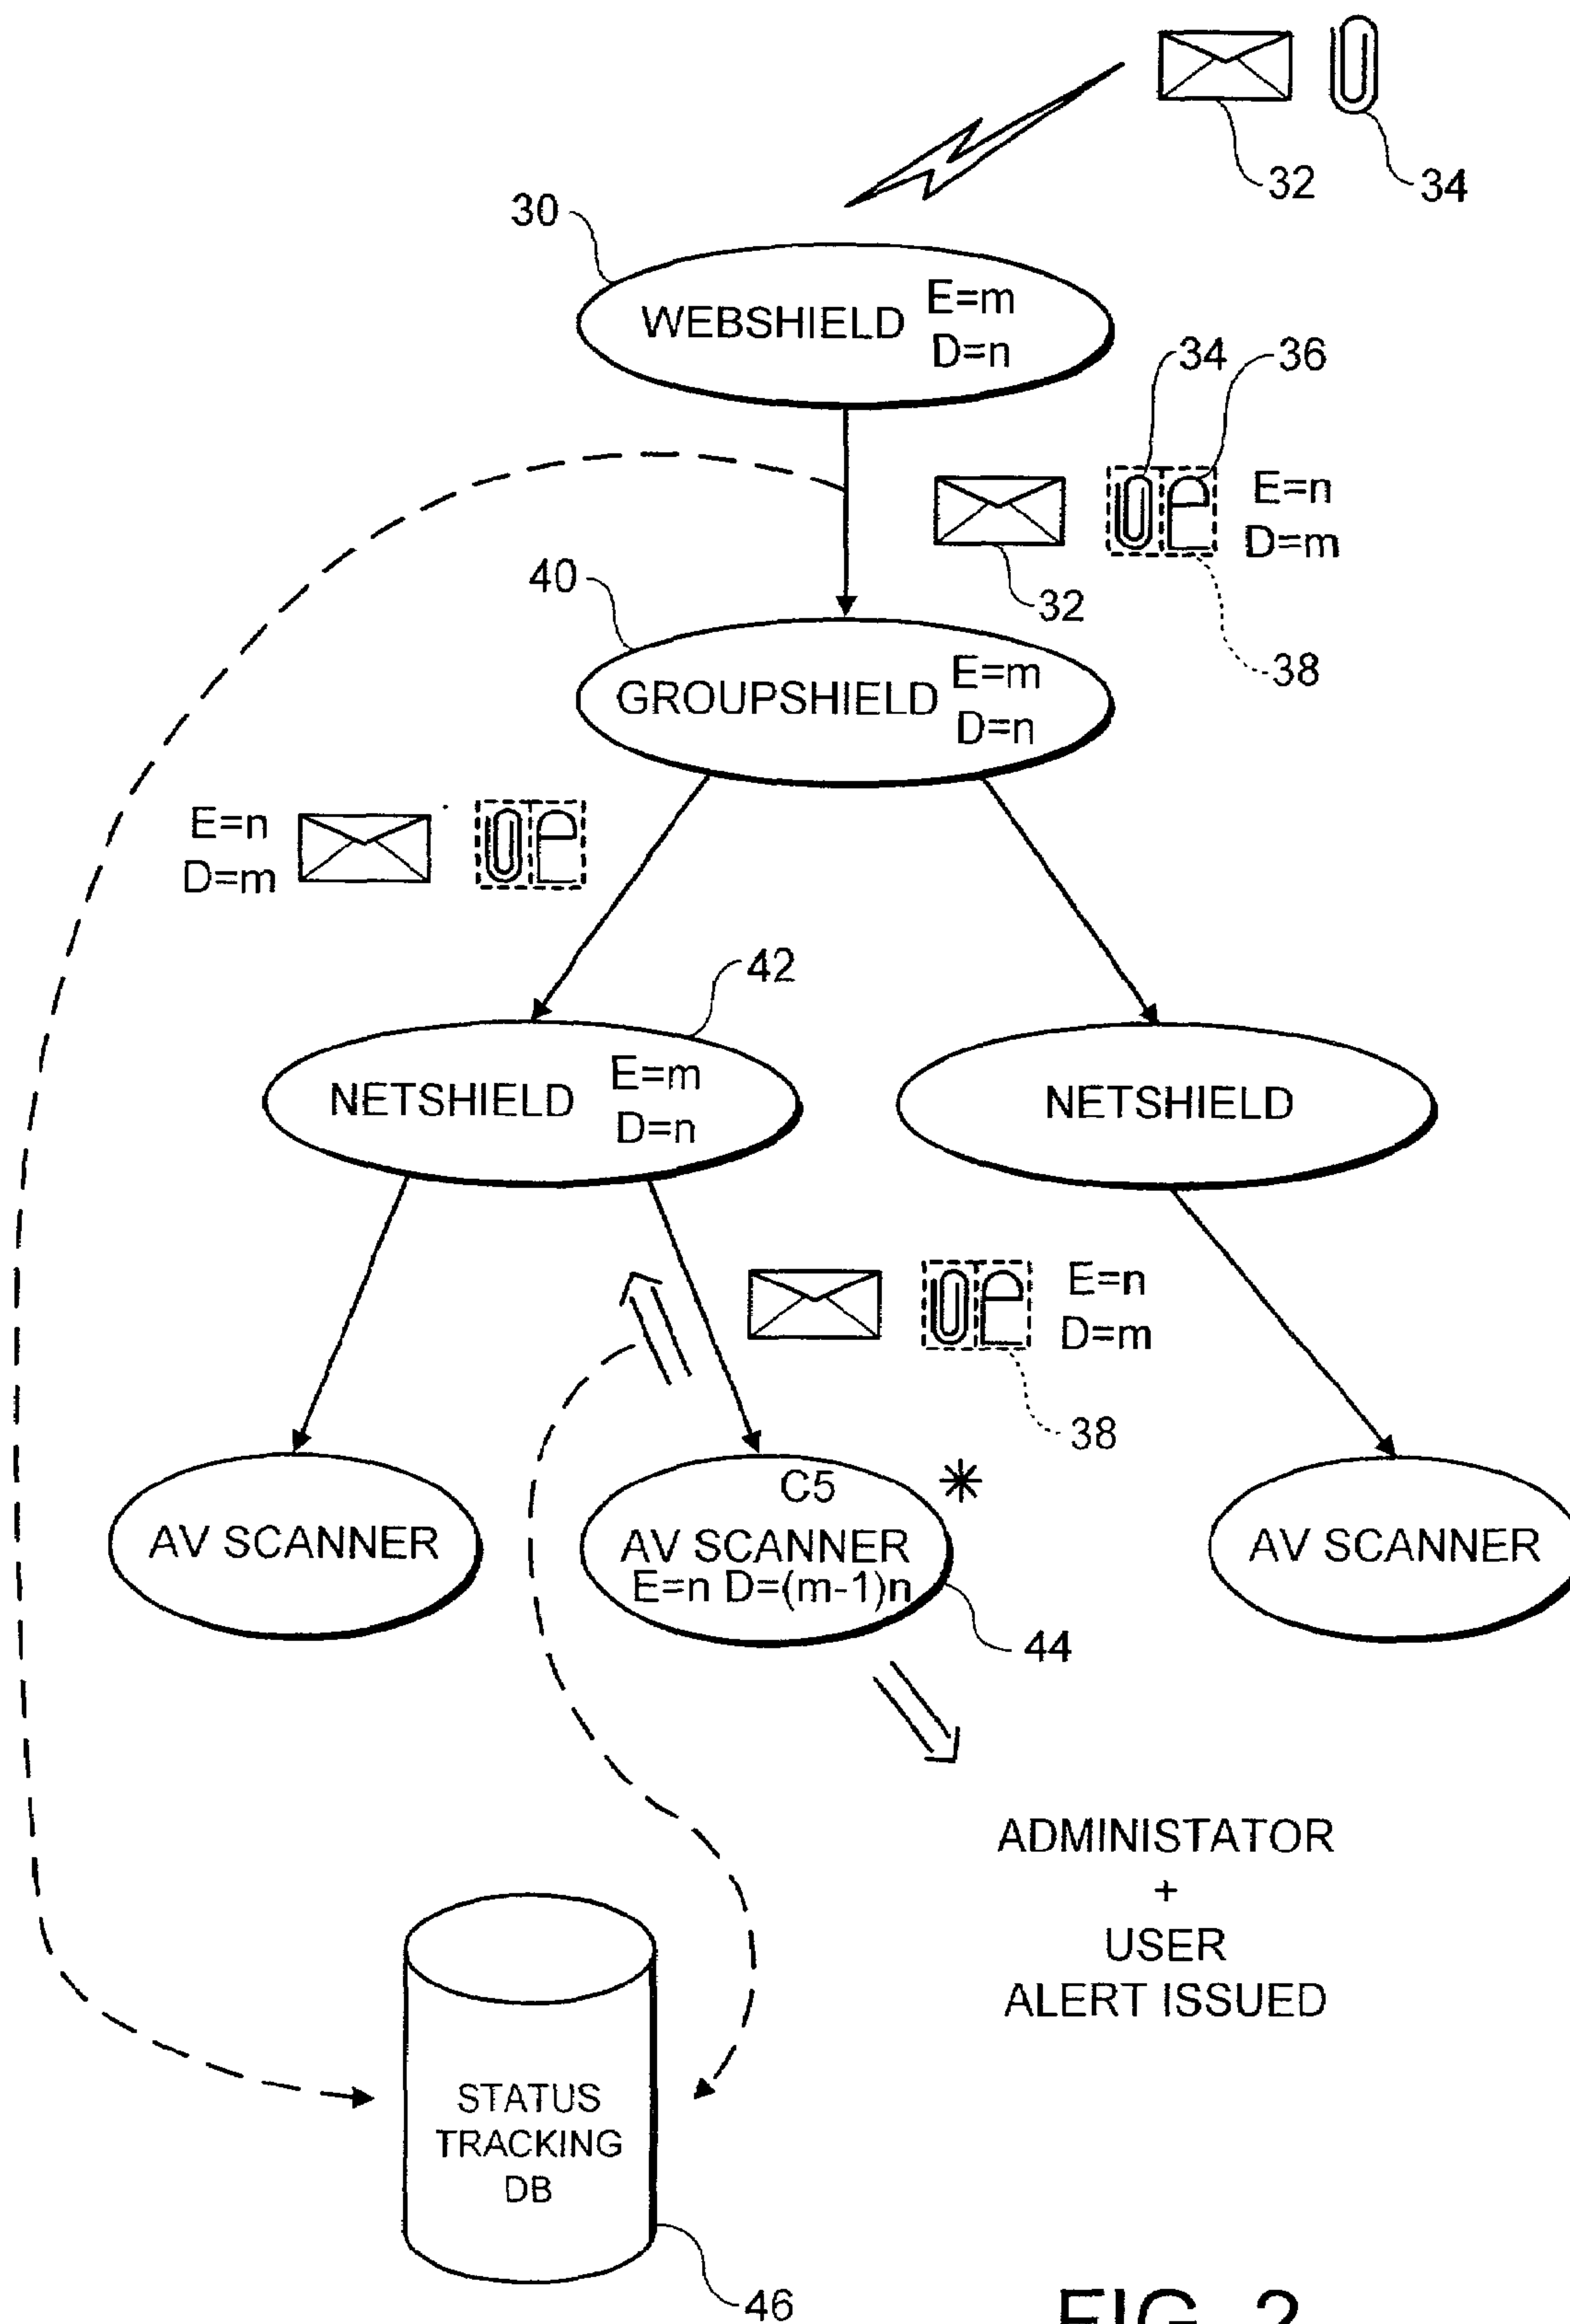 32
34
30
WEBSHIELD
E=m
D=n
34
36
E=n
D=m
32
38
40
GROUPSHIELD
E=m
D=n
E=n
D=m
42
NETSHIELD
E=m
D=n
NETSHIELD
E=n
D=m
38
AV SCANNER
C5
*
AV SCANNER
E=n D=(m-1)n
44
AV SCANNER
ADMINISTATOR
+
USER
ALERT ISSUED
STATUS
TRACKING
DB
46
FIG. 2